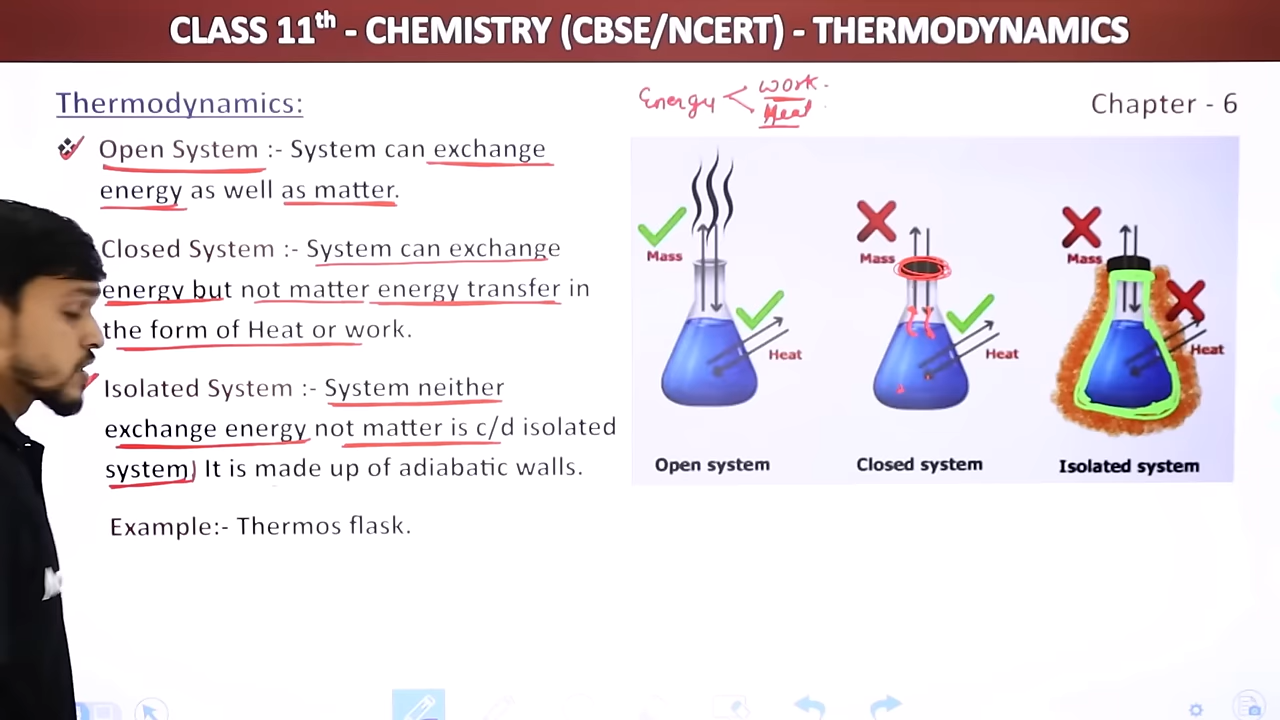 CLASS 11th - CHEMISTRY (CBSE/NCERT) - THERMODYNAMICS
Thermodynamics:
Energy < work.
Heat
Chapter - 6
Open System :- System can exchange
energy as well as matter.
Closed System :- System can exchange
energy but not matter energy transfer in
the form of Heat or work.
Isolated System :- System neither
exchange energy not matter is c/d isolated
system) It is made up of adiabatic walls.
Example:- Thermos flask.
Mass
Heat
Open system
Mass
Heat
Closed system
Mass
Heat
Isolated system